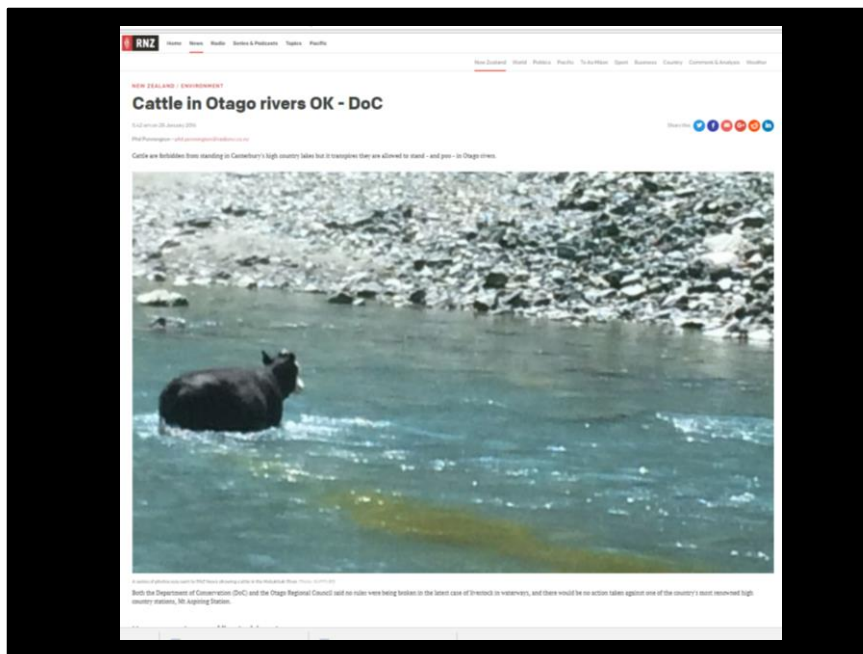 RNZ
Home News Radio Series & Podcasts Topics Pacific
New Zealand World Politics Pacific Te Ao Māori Sport Business Country Comment & Analysis Weather
NEW ZEALAND / ENVIRONMENT
Cattle in Otago rivers OK - DoC
Share this
Phil Pennington
Cattle are forbidden from standing in Canterbury's high country lakes but it transpires they are allowed to stand - and poo - in Otago rivers.
Both the Department of Conservation (DoC) and the Otago Regional Council said no rules were being broken in the latest case of livestock in waterways, and there would be no action taken against one of the country's most renowned high
country stations, Mt Aspiring Station.